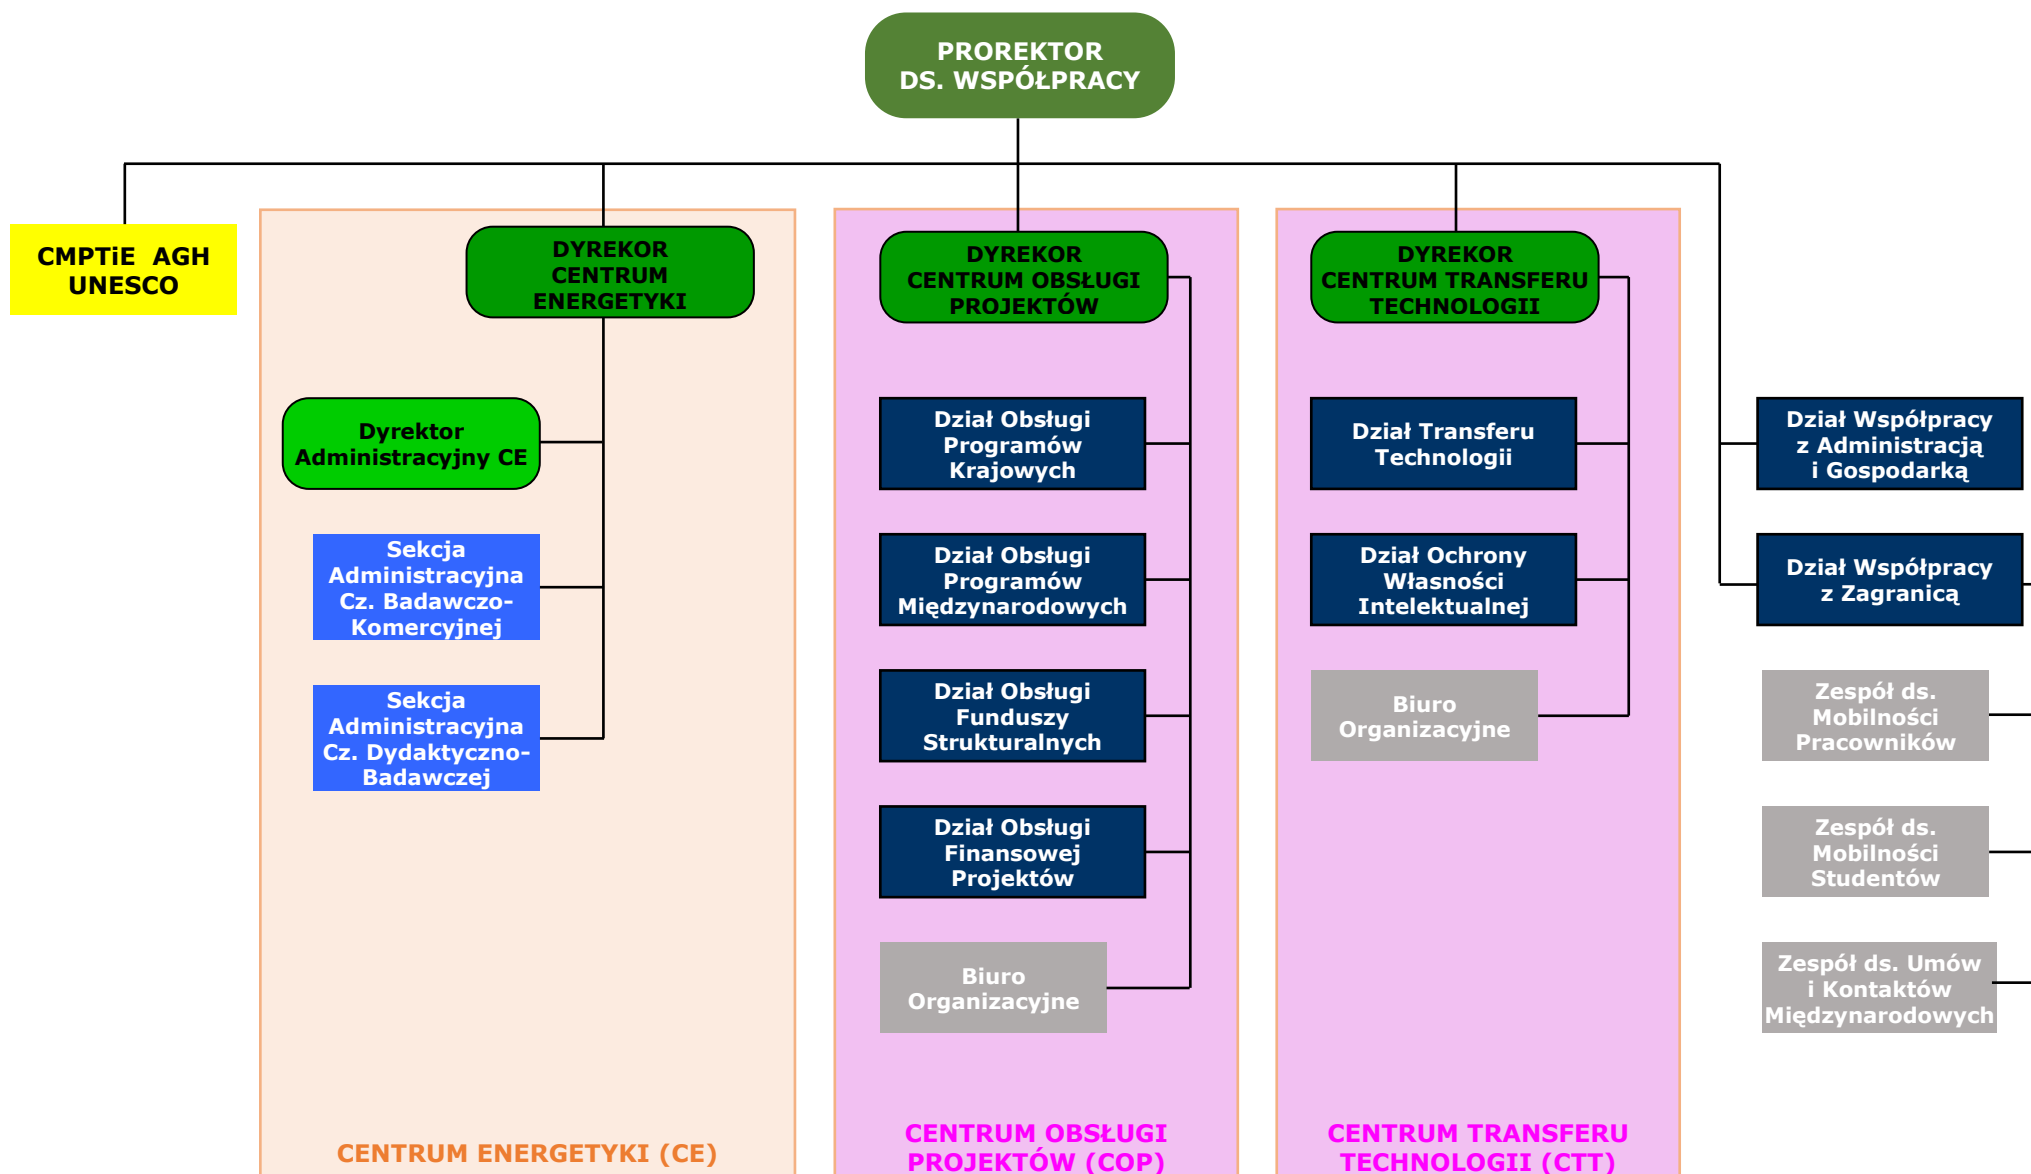 PROREKTOR
DS. WSPÓŁPRACY
CMPTiE AGH
UNESCO
DYREKOR
CENTRUM
ENERGETYKI
Dyrektor
Administracyjny CE
Sekcja
Administracyjna
Cz. Badawczo-
Komercyjnej
Sekcja
Administracyjna
Cz. Dydaktyczno-
Badawczej
CENTRUM ENERGETYKI (CE)
DYREKOR
CENTRUM OBSŁUGI
PROJEKTÓW
Dział Obsługi
Programów
Krajowych
Dział Obsługi
Programów
Międzynarodowych
Dział Obsługi
Funduszy
Strukturalnych
Dział Obsługi
Finansowej
Projektów
Biuro
Organizacyjne
CENTRUM OBSŁUGI
PROJEKTÓW (COP)
DYREKOR
CENTRUM TRANSFERU
TECHNOLOGII
Dział Transferu
Technologii
Dział Ochrony
Własności
Intelektualnej
Biuro
Organizacyjne
CENTRUM TRANSFERU
TECHNOLOGII (CTT)
Dział Współpracy
z Administracją
i Gospodarką
Dział Współpracy
z Zagranicą
Zespół ds.
Mobilności
Pracowników
Zespół ds.
Mobilności
Studentów
Zespół ds. Umów
i Kontaktów
Międzynarodowych